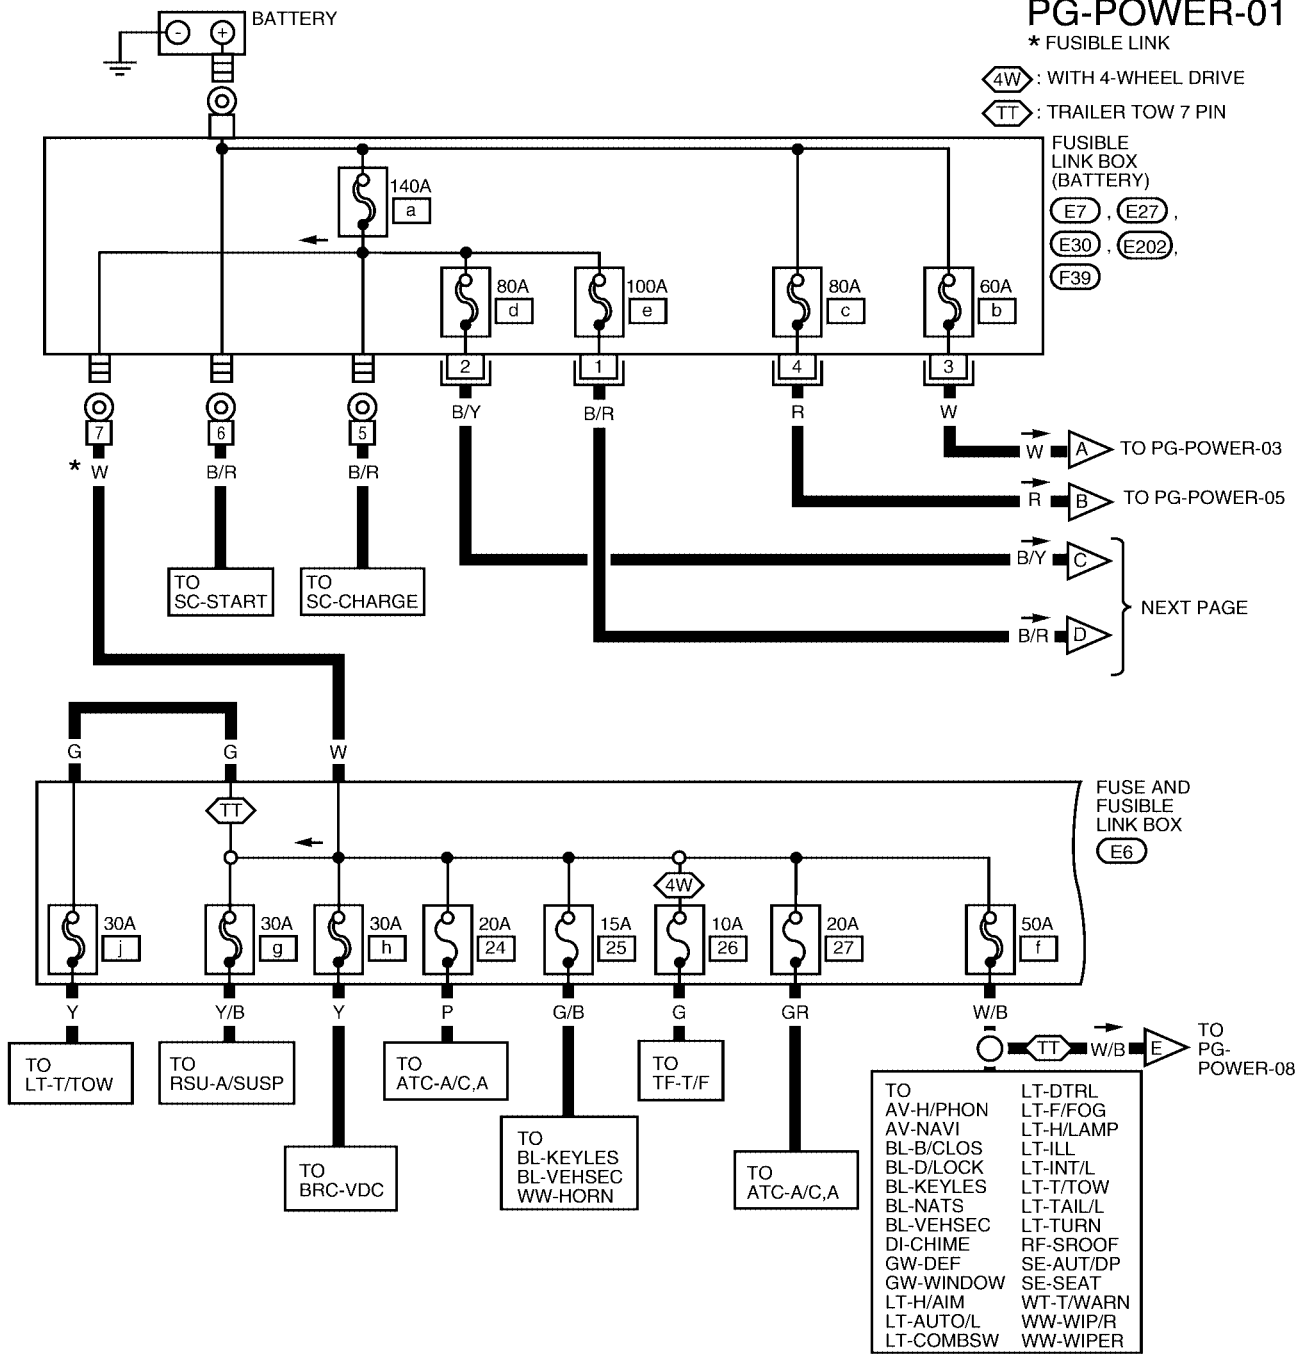 PG-POWER-01
BATTERY
- +
* FUSIBLE LINK
4W : WITH 4-WHEEL DRIVE
TT : TRAILER TOW 7 PIN
FUSIBLE
LINK BOX
(BATTERY)
E7 , E27 ,
E30 , E202 ,
F39
140A
a
80A
d
100A
e
80A
c
60A
b
2 1 4 3
7 6 5
B/Y B/R R W
* W B/R B/R
W A TO PG-POWER-03
R B TO PG-POWER-05
B/Y C
NEXT PAGE
B/R D
TO
SC-START
TO
SC-CHARGE
G G W
FUSE AND
FUSIBLE
LINK BOX
E6
TT
4W
30A
j
30A
g
30A
h
20A
24
15A
25
10A
26
20A
27
50A
f
Y Y/B Y P G/B G GR W/B
TT W/B E
TO
PG-
POWER-08
TO
LT-T/TOW
TO
RSU-A/SUSP
TO
BRC-VDC
TO
ATC-A/C,A
TO
BL-KEYLES
BL-VEHSEC
WW-HORN
TO
TF-T/F
TO
ATC-A/C,A
TO
AV-H/PHON
AV-NAVI
BL-B/CLOS
BL-D/LOCK
BL-KEYLES
BL-NATS
BL-VEHSEC
DI-CHIME
GW-DEF
GW-WINDOW
LT-H/AIM
LT-AUTO/L
LT-COMBSW
LT-DTRL
LT-F/FOG
LT-H/LAMP
LT-ILL
LT-INT/L
LT-T/TOW
LT-TAIL/L
LT-TURN
RF-SROOF
SE-AUT/DP
SE-SEAT
WT-T/WARN
WW-WIP/R
WW-WIPER